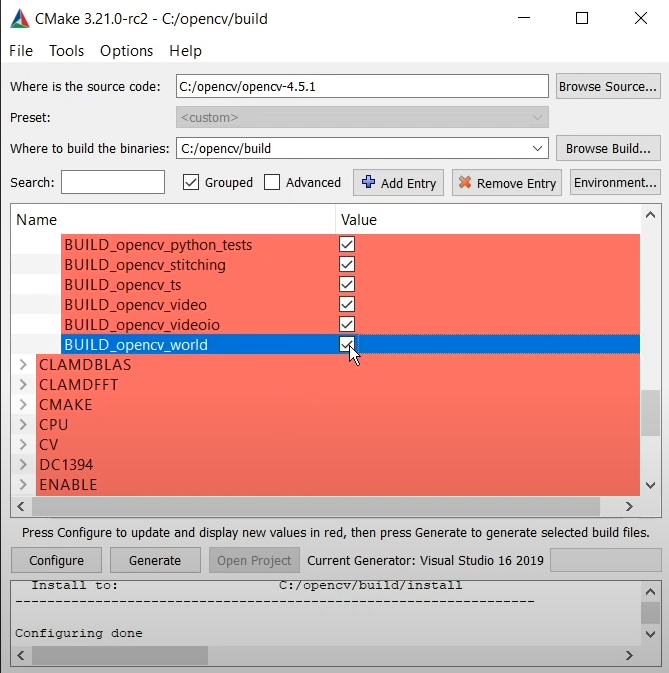 CMake 3.21.0-rc2 - C:/opencv/build
File Tools Options Help
Where is the source code: C:/opencv/opencv-4.5.1 Browse Source...
Preset: <custom>
Where to build the binaries: C:/opencv/build Browse Build...
Search: Grouped Advanced Add Entry Remove Entry Environment...
Name Value
BUILD_opencv_python_tests
BUILD_opencv_stitching
BUILD_opencv_ts
BUILD_opencv_video
BUILD_opencv_videoio
BUILD_opencv_world
CLAMDBLAS
CLAMDFFT
CMAKE
CPU
CV
DC1394
ENABLE
Press Configure to update and display new values in red, then press Generate to generate selected build files.
Configure Generate Open Project Current Generator: Visual Studio 16 2019
Install to: C:/opencv/build/install
-----------------------------------------------------------------
Configuring done